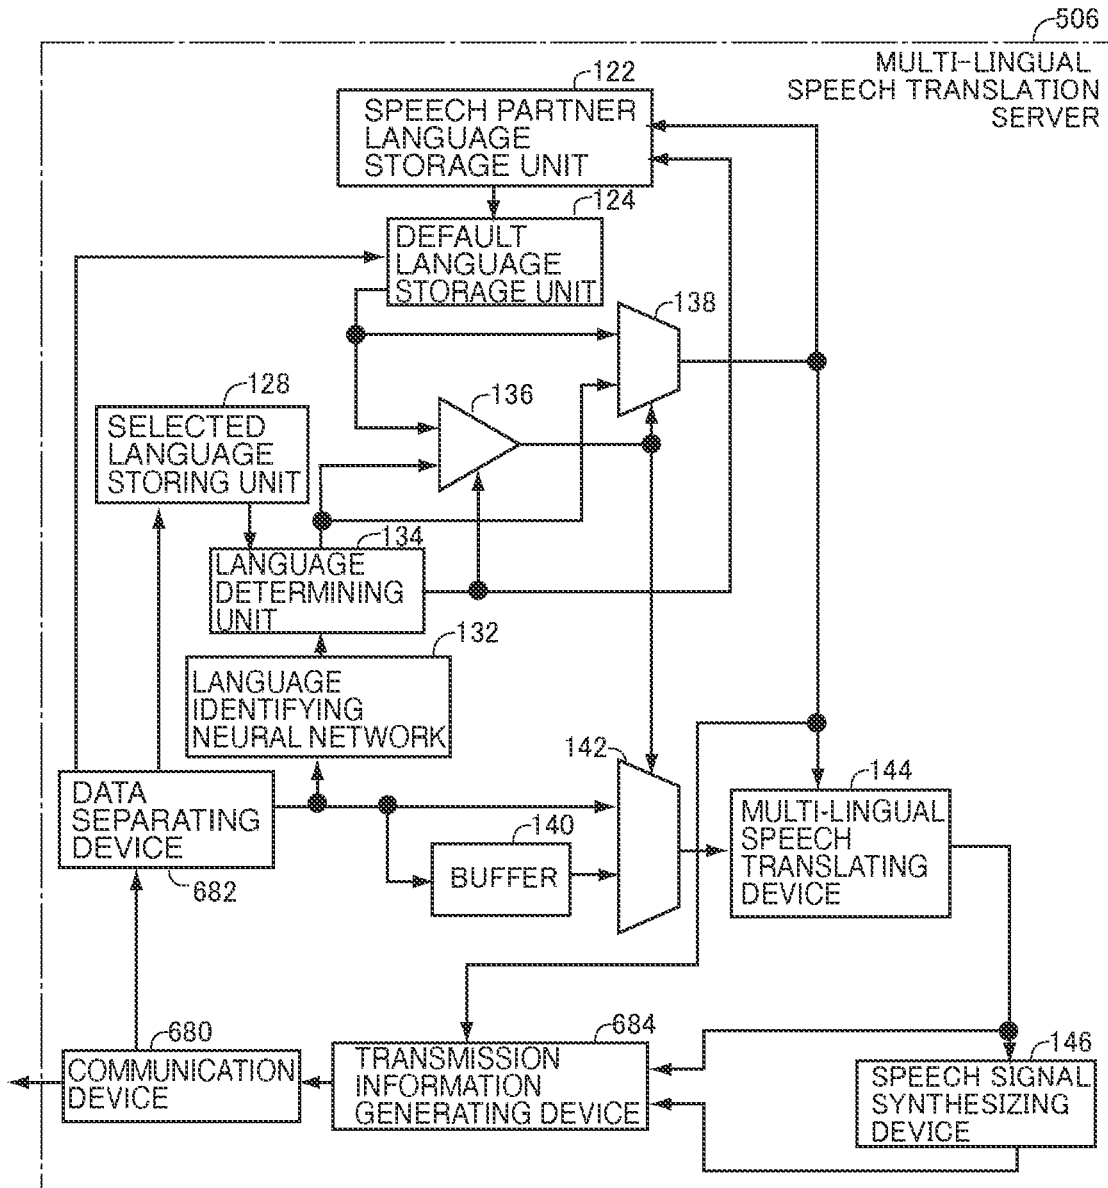 506
MULTI-LINGUAL
SPEECH TRANSLATION
SERVER
122
SPEECH PARTNER
LANGUAGE
STORAGE UNIT
124
DEFAULT
LANGUAGE
STORAGE UNIT
138
136
128
SELECTED
LANGUAGE
STORING UNIT
134
LANGUAGE
DETERMINING
UNIT
132
LANGUAGE
IDENTIFYING
NEURAL NETWORK
142
144
DATA
SEPARATING
DEVICE
682
140
BUFFER
MULTI-LINGUAL
SPEECH
TRANSLATING
DEVICE
680
COMMUNICATION
DEVICE
684
TRANSMISSION
INFORMATION
GENERATING DEVICE
146
SPEECH SIGNAL
SYNTHESIZING
DEVICE